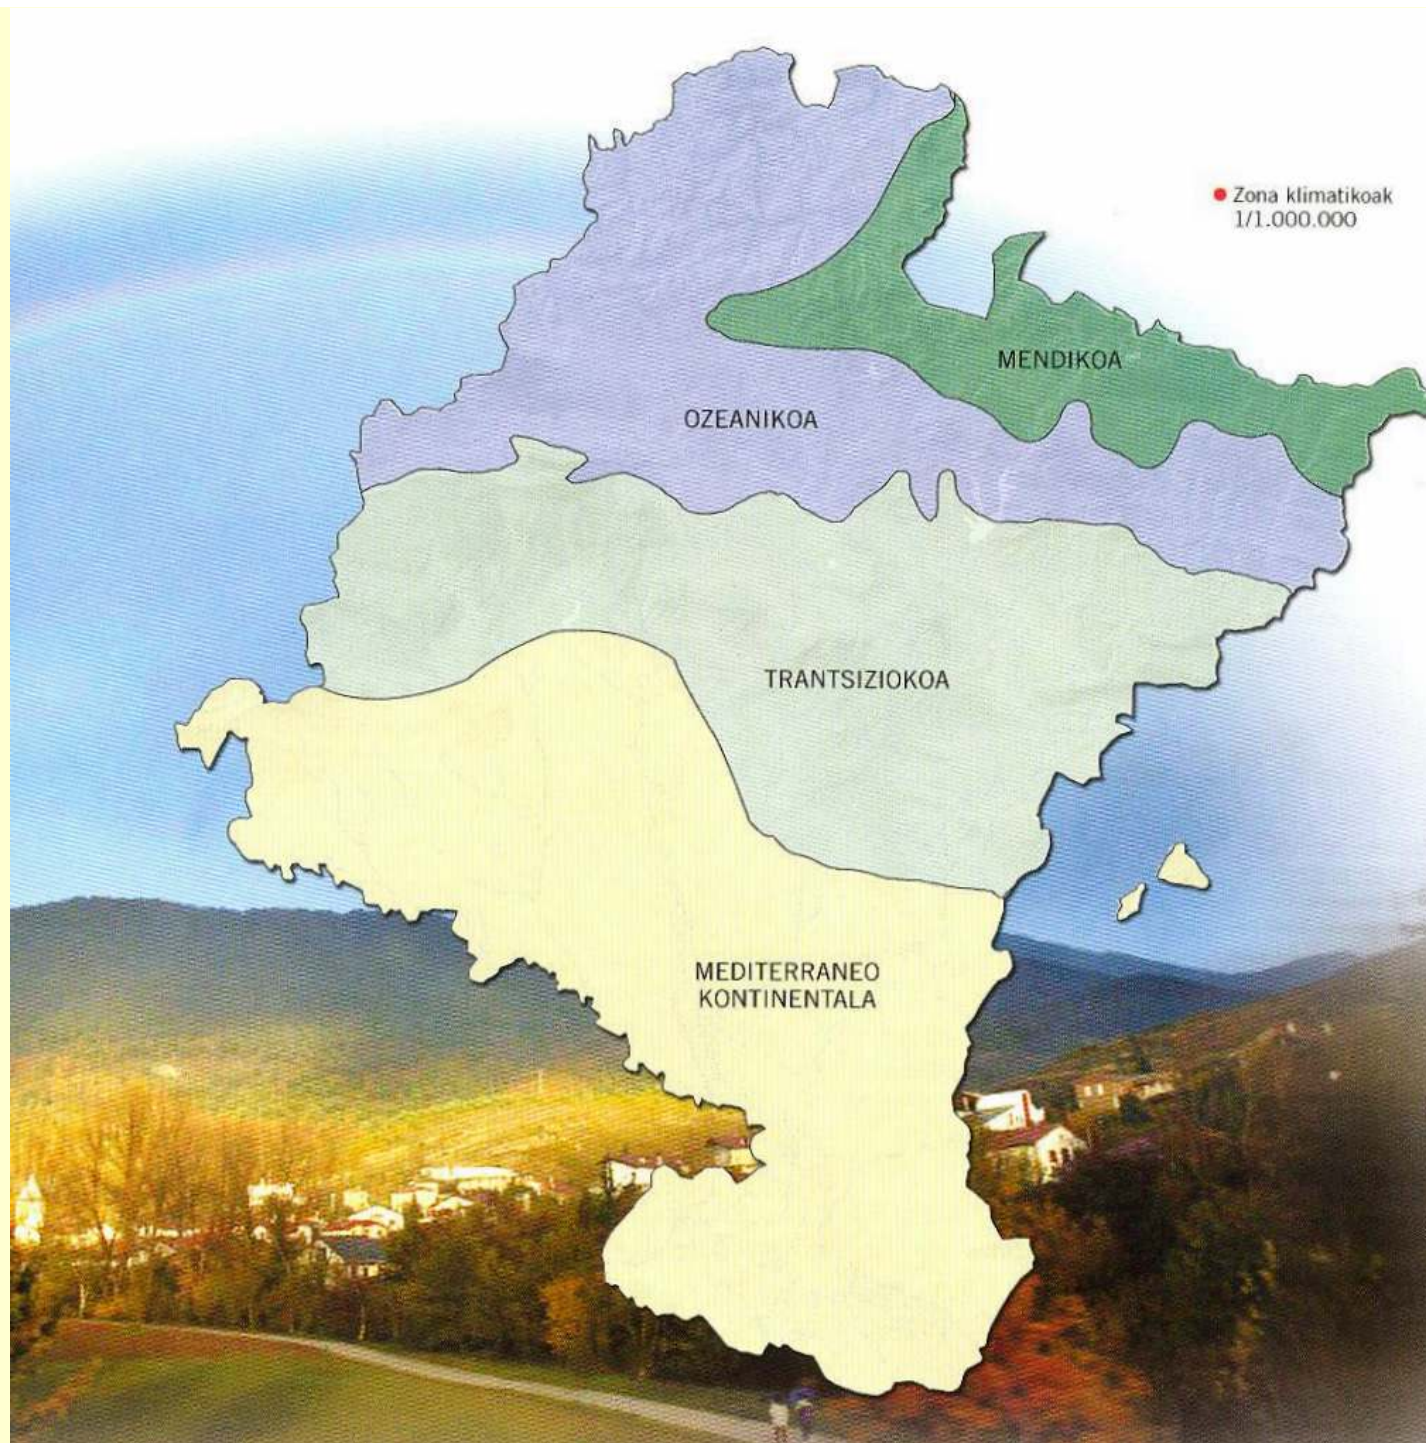 Zona klimatikoak
1/1.000.000
MENDIKOA
OZEANIKOA
TRANTSIZIOKOA
MEDITERRANEO
KONTINENTALA